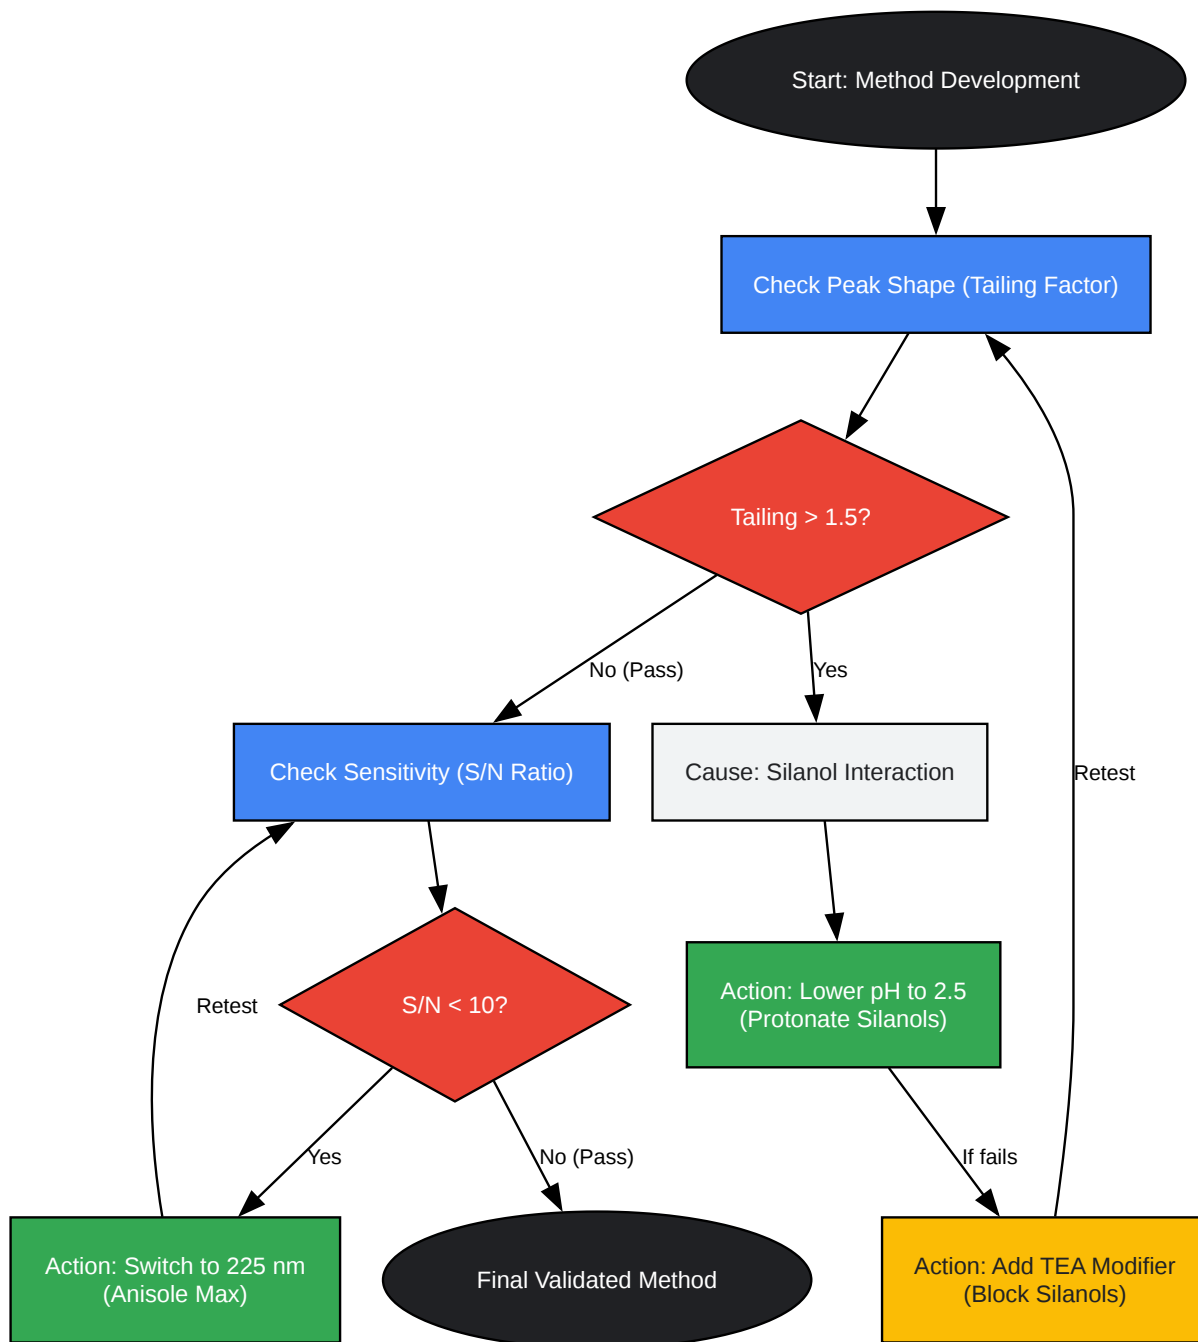 Start: Method Development
Check Peak Shape (Tailing Factor)
Tailing > 1.5?
No (Pass)
Yes
Check Sensitivity (S/N Ratio)
Cause: Silanol Interaction
Retest
Retest
S/N < 10?
Action: Lower pH to 2.5
(Protonate Silanols)
Yes
No (Pass)
If fails
Action: Switch to 225 nm
(Anisole Max)
Final Validated Method
Action: Add TEA Modifier
(Block Silanols)